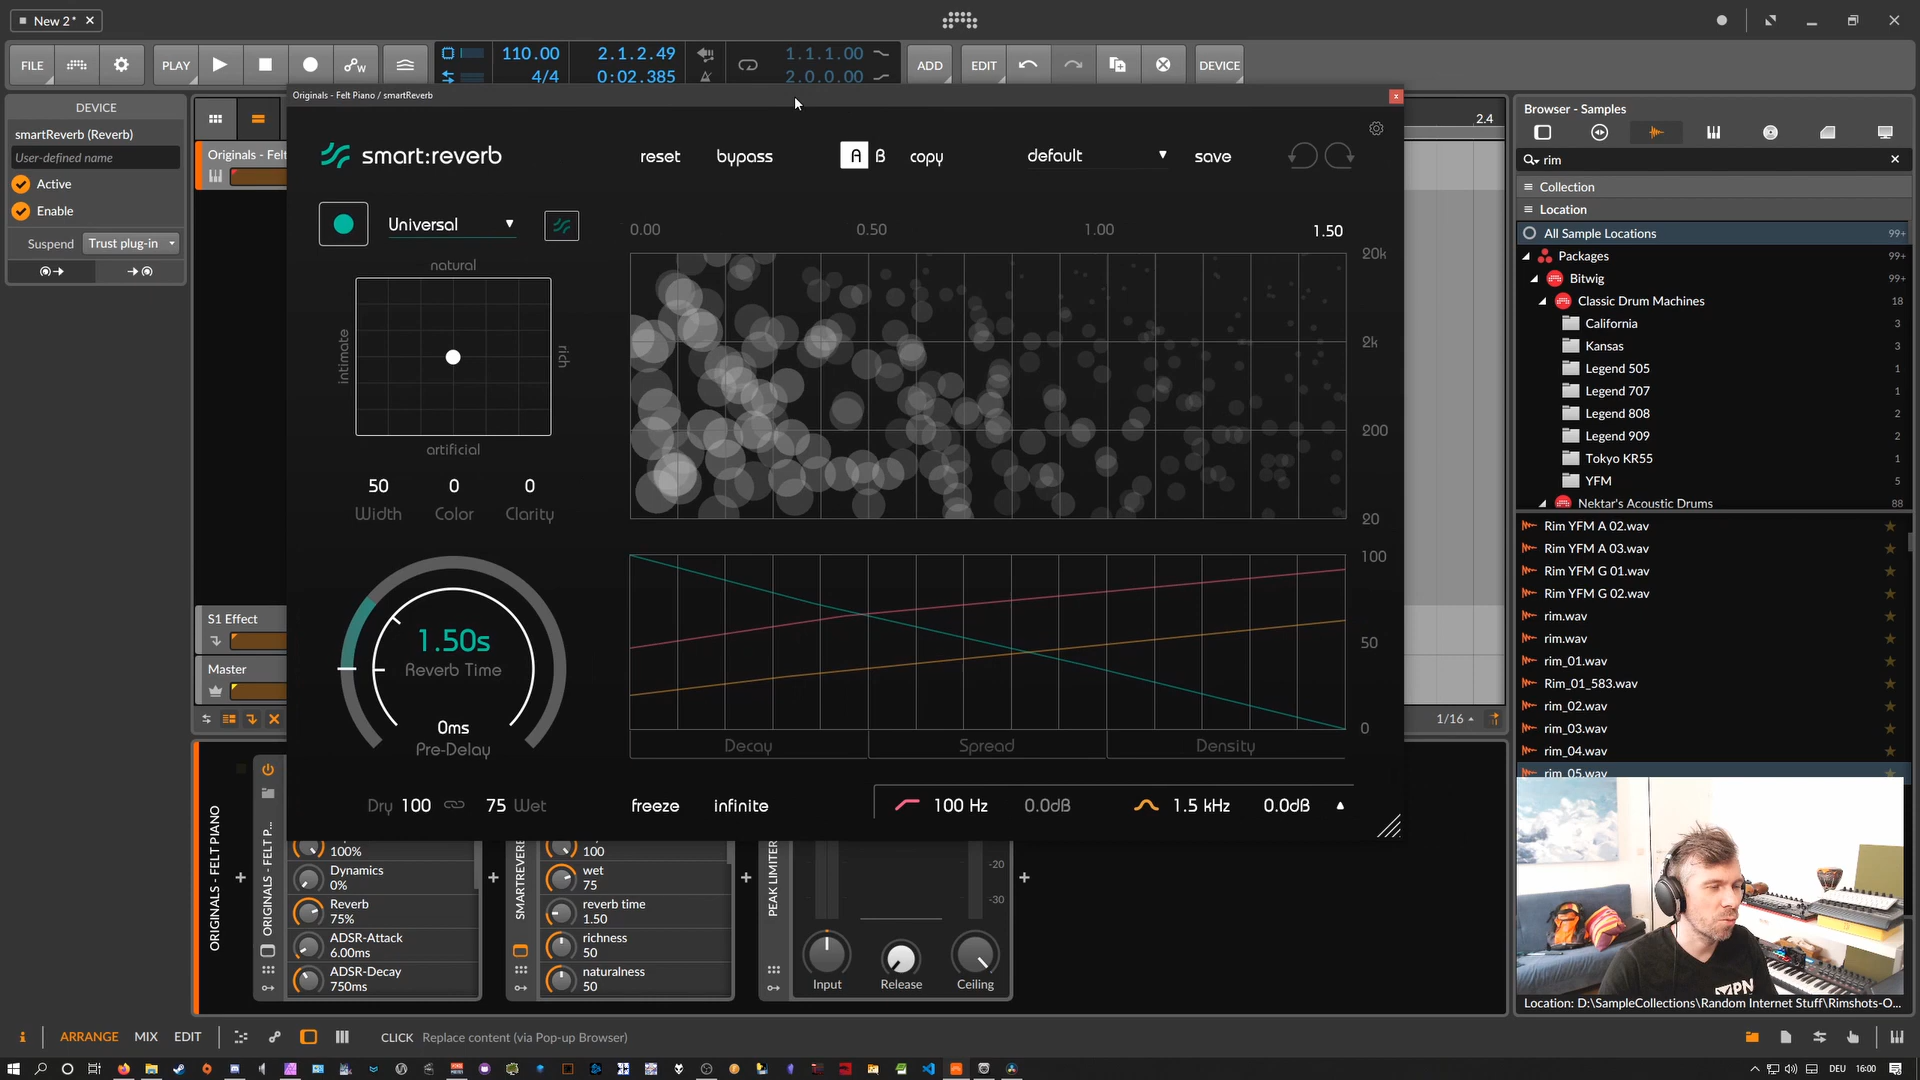 New 2*
FILE
PLAY
110.00
4/4
2.1.2.49
0:02.385
1.1.1.00
2.0.0.00
ADD
EDIT
DEVICE
DEVICE
smartReverb (Reverb)
User-defined name
Active
Enable
Suspend
Trust plug-in
Originals - Felt
S1 Effect
Master
Originals - Felt Piano / smartReverb
smart:reverb
reset
bypass
A
B
copy
default
save
Universal
natural
intimate
rich
artificial
50
0
0
Width
Color
Clarity
1.50s
Reverb Time
0ms
Pre-Delay
Dry 100
75 Wet
0.00
0.50
1.00
1.50
20k
2k
200
20
100
50
0
Decay
Spread
Density
freeze
infinite
100 Hz
0.0dB
1.5 kHz
0.0dB
2.4
1/16
ORIGINALS - FELT PIANO
ORIGINALS - FELT P...
100%
Dynamics
0%
Reverb
75%
ADSR-Attack
6.00ms
ADSR-Decay
750ms
SMARTREVERB
100
wet
75
reverb time
1.50
richness
50
naturalness
50
PEAK LIMITER
-20
-30
Input
Release
Ceiling
Browser - Samples
rim
Collection
Location
All Sample Locations
99+
Packages
99+
Bitwig
99+
Classic Drum Machines
18
California
3
Kansas
3
Legend 505
1
Legend 707
1
Legend 808
2
Legend 909
2
Tokyo KR55
1
YFM
5
Nektar's Acoustic Drums
88
Rim YFM A 02.wav
Rim YFM A 03.wav
Rim YFM G 01.wav
Rim YFM G 02.wav
rim.wav
rim.wav
rim_01.wav
Rim_01_583.wav
rim_02.wav
rim_03.wav
rim_04.wav
rim_05.wav
Location: D:\SampleCollections\Random Internet Stuff\Rimshots-O...
i
ARRANGE
MIX
EDIT
CLICK
Replace content (via Pop-up Browser)
DEU
16:00